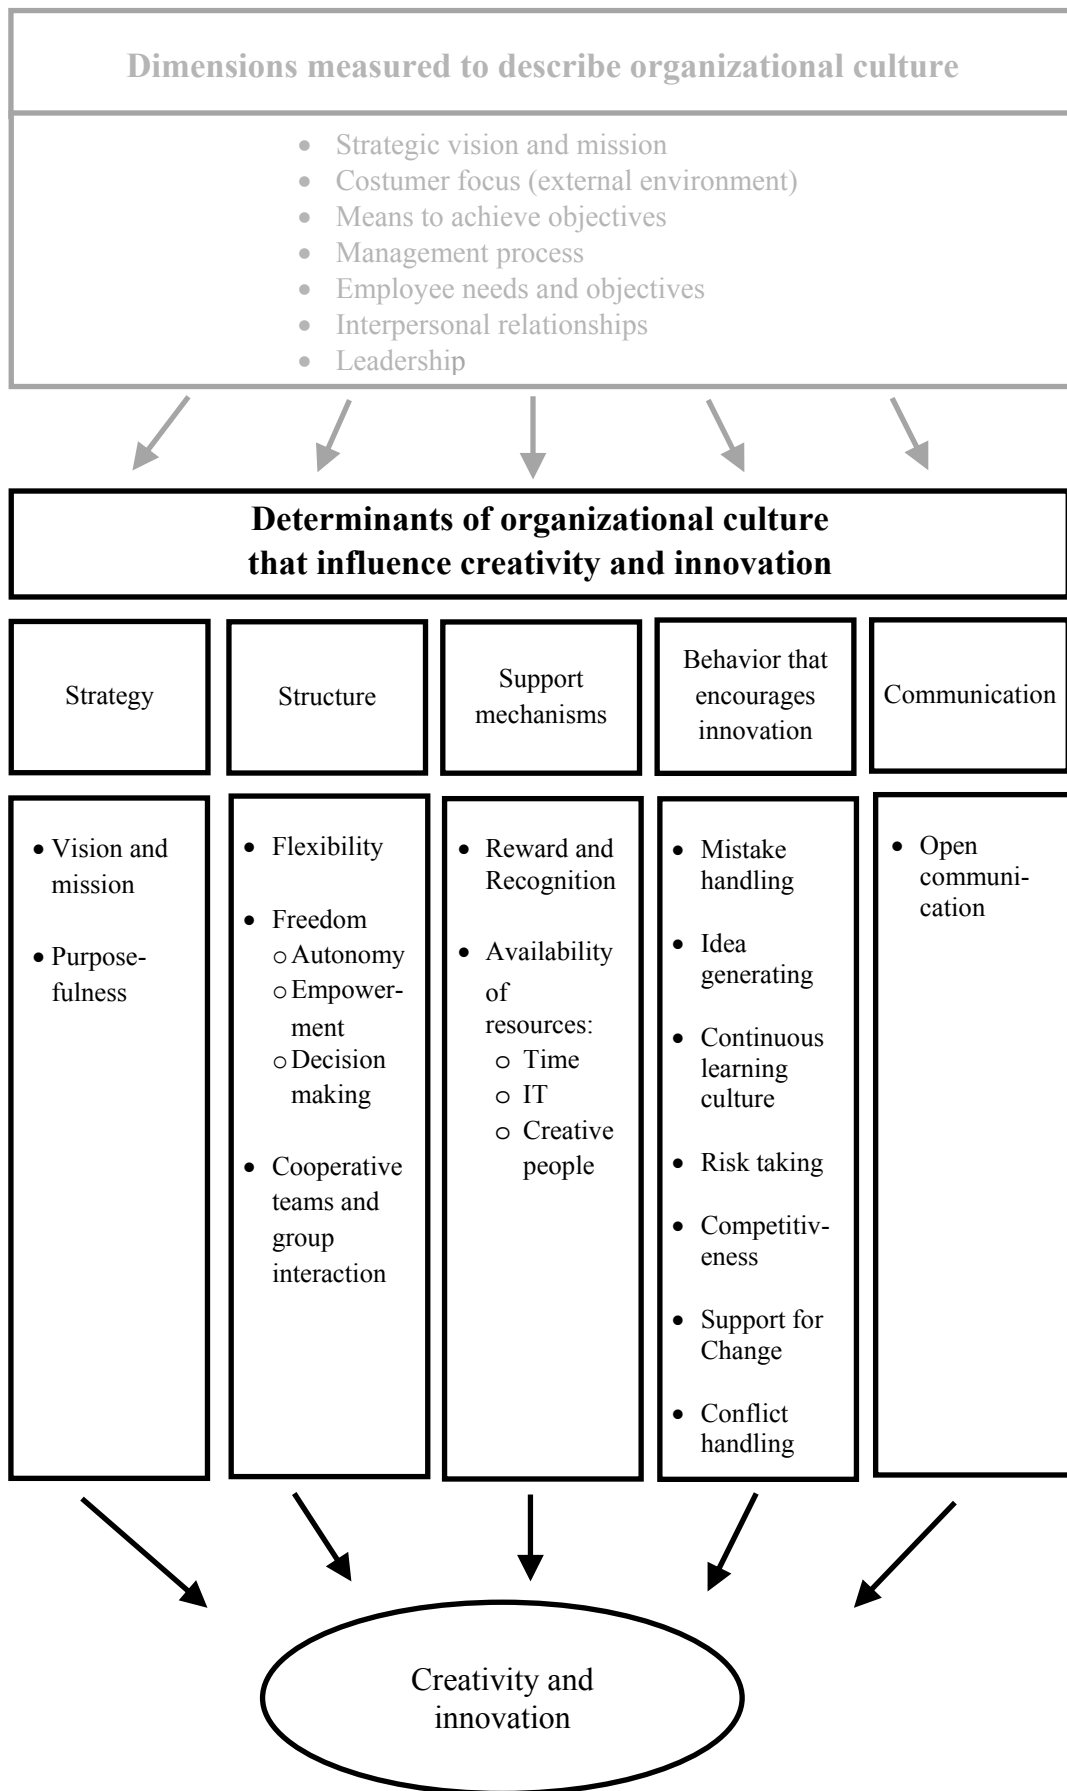 Dimensions measured to describe organizational culture
• Strategic vision and mission
• Costumer focus (external environment)
• Means to achieve objectives
• Management process
• Employee needs and objectives
• Interpersonal relationships
• Leadership
Determinants of organizational culture
that influence creativity and innovation
Strategy
Structure
Support
mechanisms
Behavior that
encourages
innovation
Communication
• Vision and
mission
• Purpose-
fulness
• Flexibility
• Freedom
o Autonomy
o Empower-
ment
o Decision
making
• Cooperative
teams and
group
interaction
• Reward and
Recognition
• Availability
of
resources:
o Time
o IT
o Creative
people
• Mistake
handling
• Idea
generating
• Continuous
learning
culture
• Risk taking
• Competitiv-
eness
• Support for
Change
• Conflict
handling
• Open
communi-
cation
Creativity and
innovation